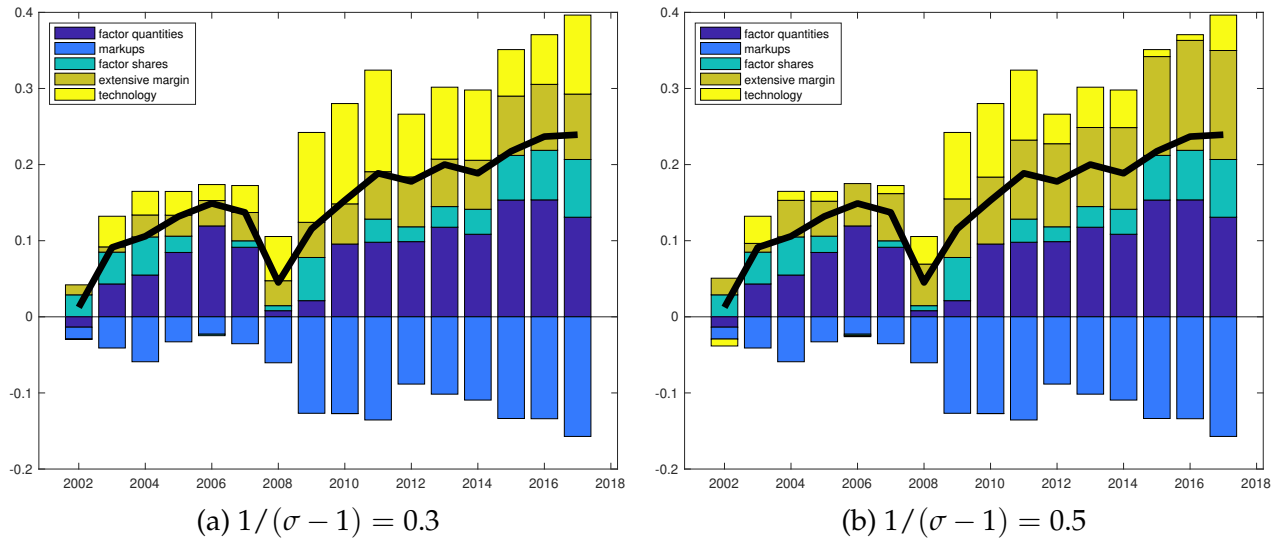 0.4
0.3
0.2
0.1
0
-0.1
-0.2
factor quantities
markups
factor shares
extensive margin
technology
2002 2004 2006 2008 2010 2012 2014 2016 2018
(a) 1/(σ − 1) = 0.3
0.4
0.3
0.2
0.1
0
-0.1
-0.2
factor quantities
markups
factor shares
extensive margin
technology
2002 2004 2006 2008 2010 2012 2014 2016 2018
(b) 1/(σ − 1) = 0.5